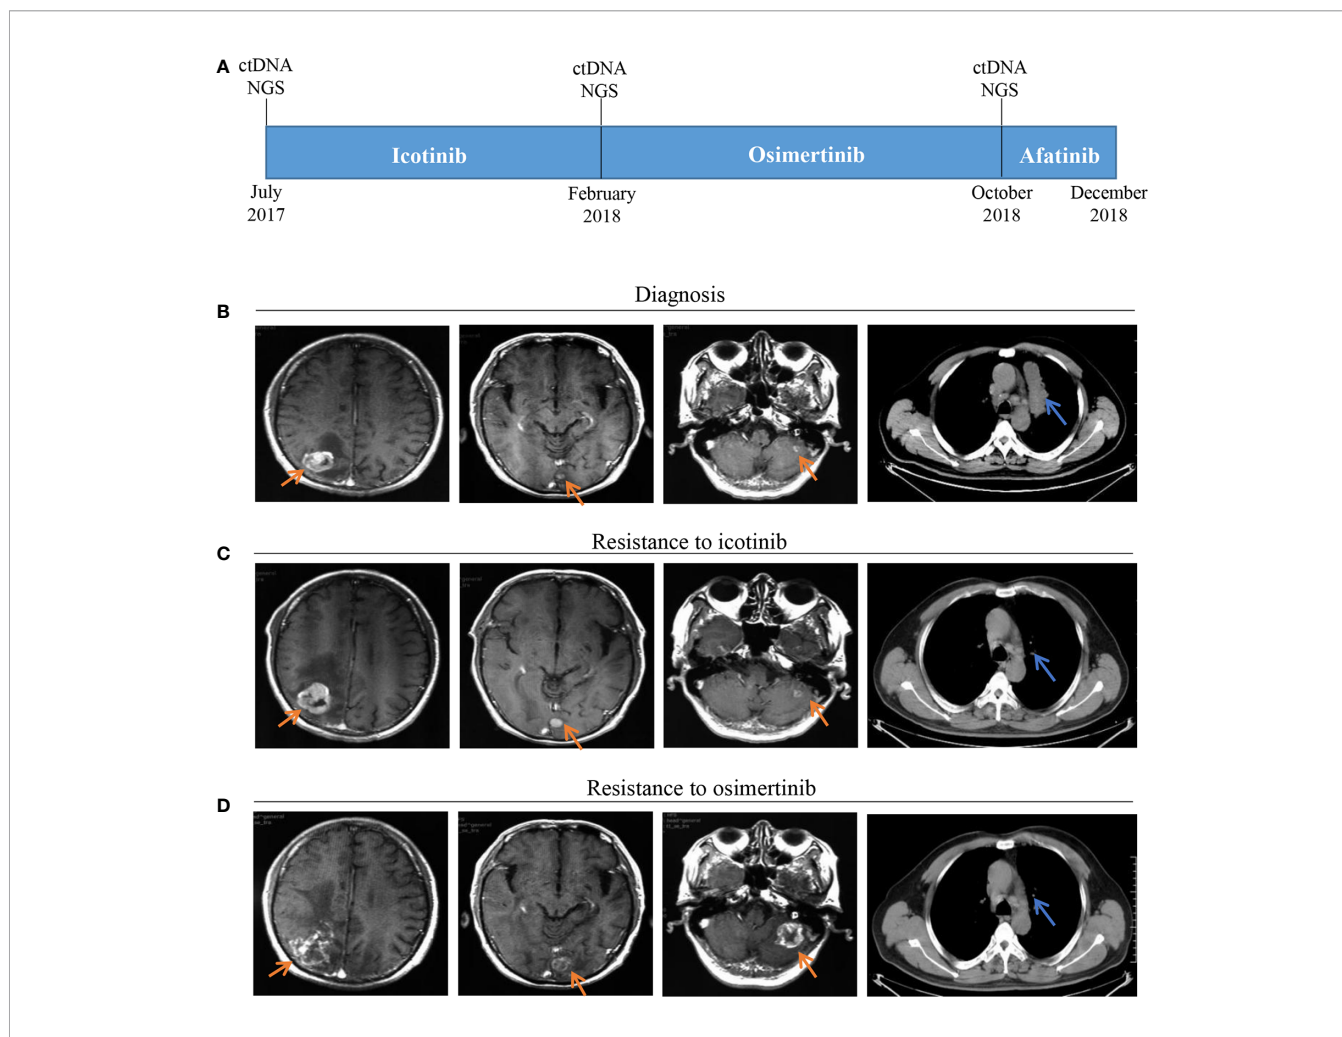 A
ctDNA
NGS
ctDNA
NGS
ctDNA
NGS
Icotinib
Osimertinib
Afatinib
July
2017
February
2018
October
2018
December
2018
Diagnosis
B
Resistance to icotinib
C
Resistance to osimertinib
D